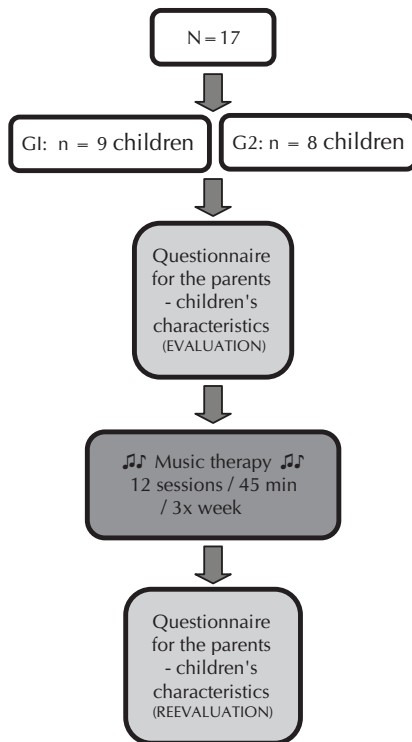 N = 17
GI: n = 9 children
G2: n = 8 children
Questionnaire
for the parents
- children's
characteristics
(EVALUATION)
♫♪ Music therapy ♫♪
12 sessions / 45 min
/ 3x week
Questionnaire
for the parents
- children's
characteristics
(REEVALUATION)